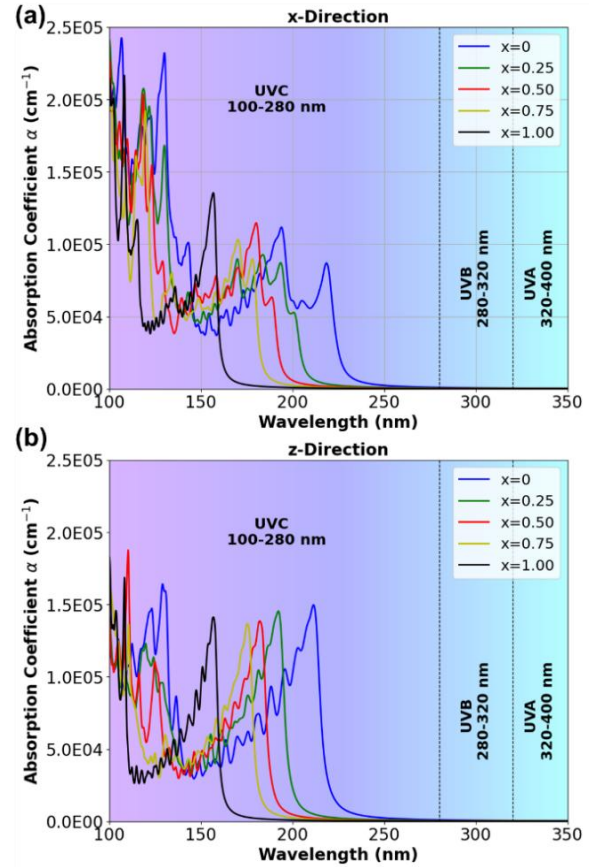 (a)
x-Direction
2.5E05
2.0E05
1.5E05
1.0E05
5.0E04
0.0E00
Absorption Coefficient α (cm⁻¹)
UVC
100-280 nm
x=0
x=0.25
x=0.50
x=0.75
x=1.00
UVB
280-320 nm
UVA
320-400 nm
100 150 200 250 300 350
Wavelength (nm)
(b)
z-Direction
2.5E05
2.0E05
1.5E05
1.0E05
5.0E04
0.0E00
Absorption Coefficient α (cm⁻¹)
UVC
100-280 nm
x=0
x=0.25
x=0.50
x=0.75
x=1.00
UVB
280-320 nm
UVA
320-400 nm
100 150 200 250 300 350
Wavelength (nm)